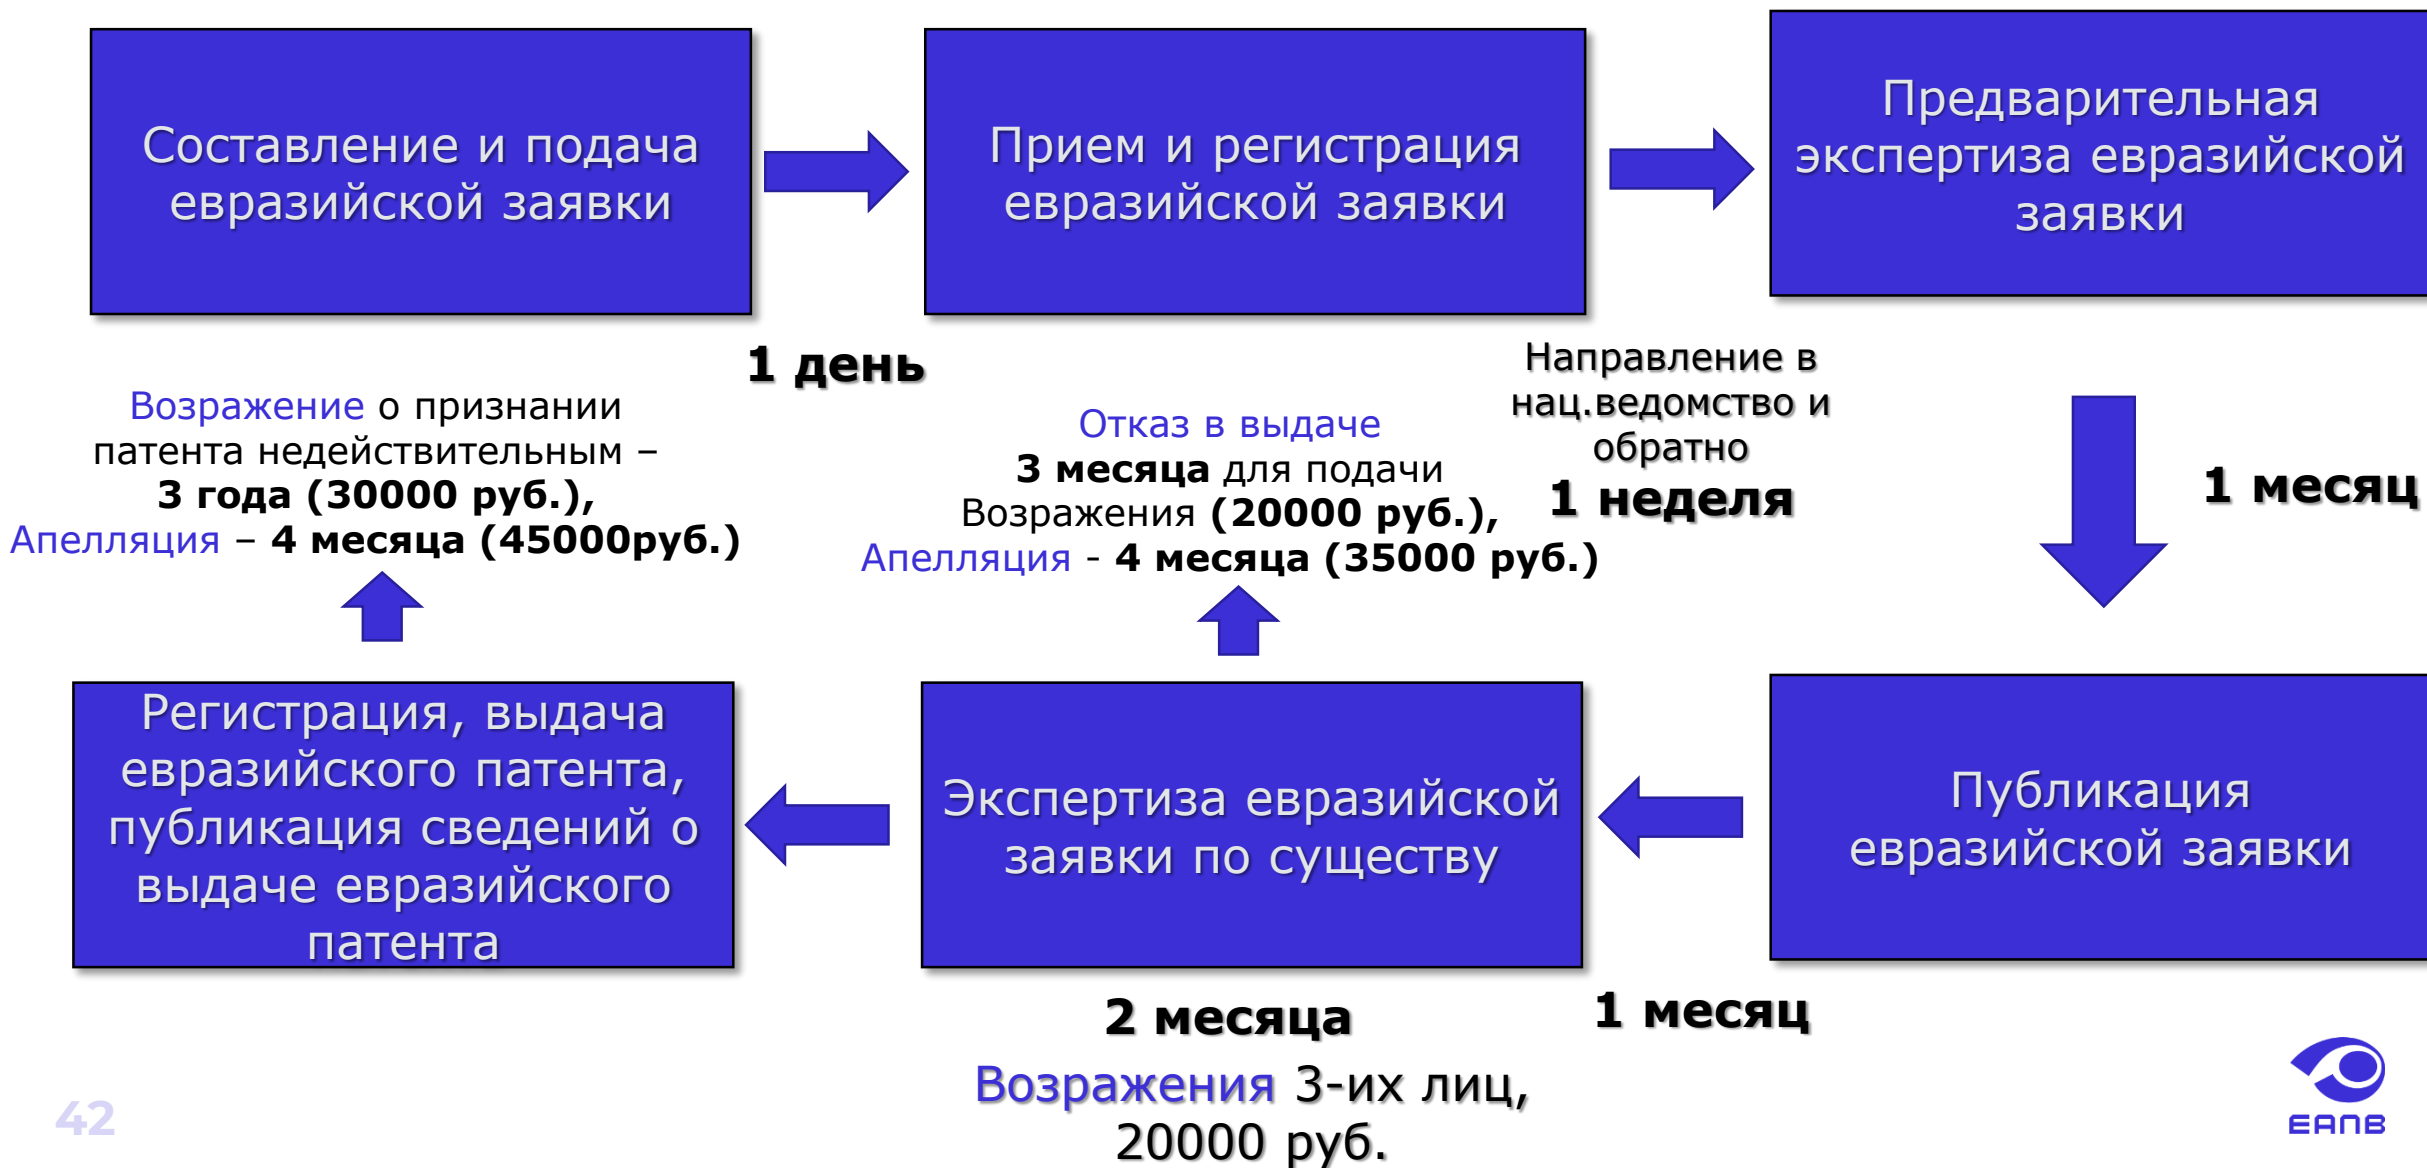 Составление и подача
евразийской заявки
Прием и регистрация
евразийской заявки
Предварительная
экспертиза евразийской
заявки
1 день
Направление в
нац.ведомство и
обратно
1 неделя
1 месяц
Возражение о признании
патента недействительным –
3 года (30000 руб.),
Апелляция – 4 месяца (45000руб.)
Отказ в выдаче
3 месяца для подачи
Возражения (20000 руб.),
Апелляция - 4 месяца (35000 руб.)
Регистрация, выдача
евразийского патента,
публикация сведений о
выдаче евразийского
патента
Экспертиза евразийской
заявки по существу
Публикация
евразийской заявки
2 месяца
Возражения 3-их лиц,
20000 руб.
1 месяц
42
ЕАПВ